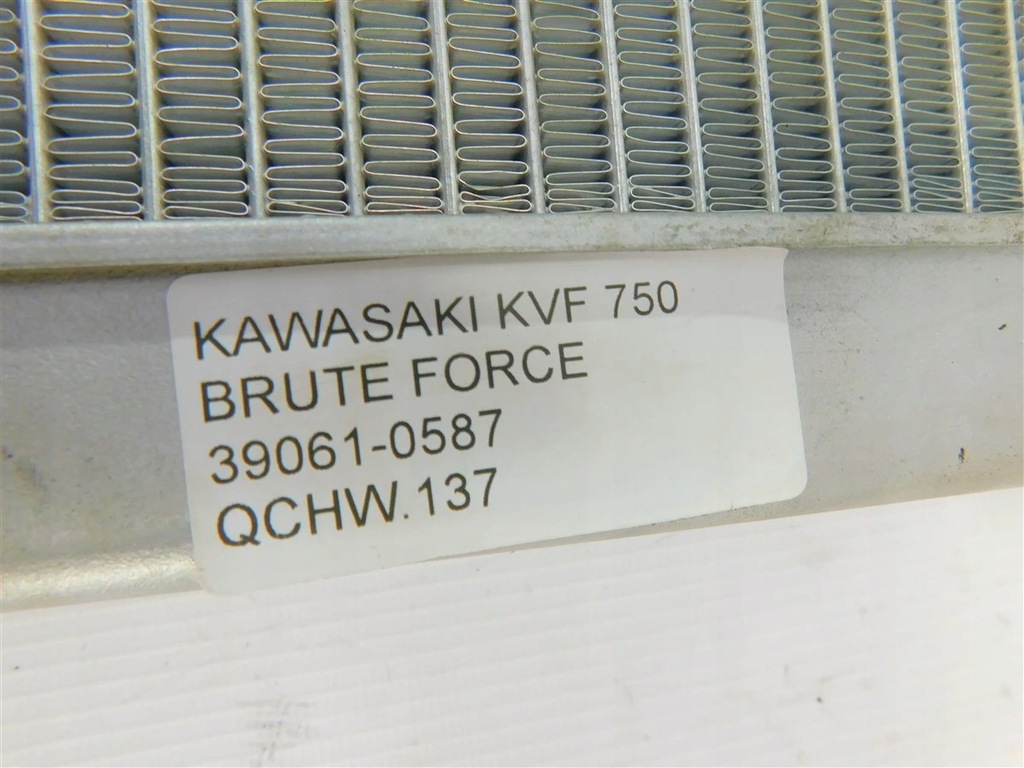 KAWASAKI KVF 750
BRUTE FORCE
39061-0587
QCHW.137